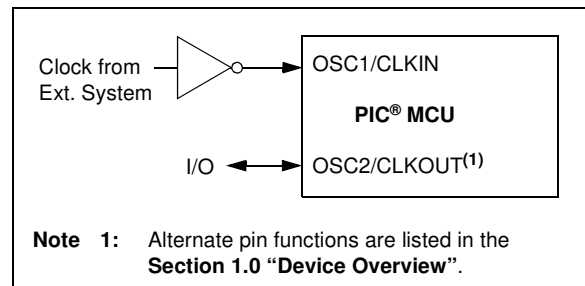 Clock from
Ext. System
OSC1/CLKIN
PIC® MCU
I/O
OSC2/CLKOUT(1)
Note 1: Alternate pin functions are listed in the
Section 1.0 “Device Overview”.